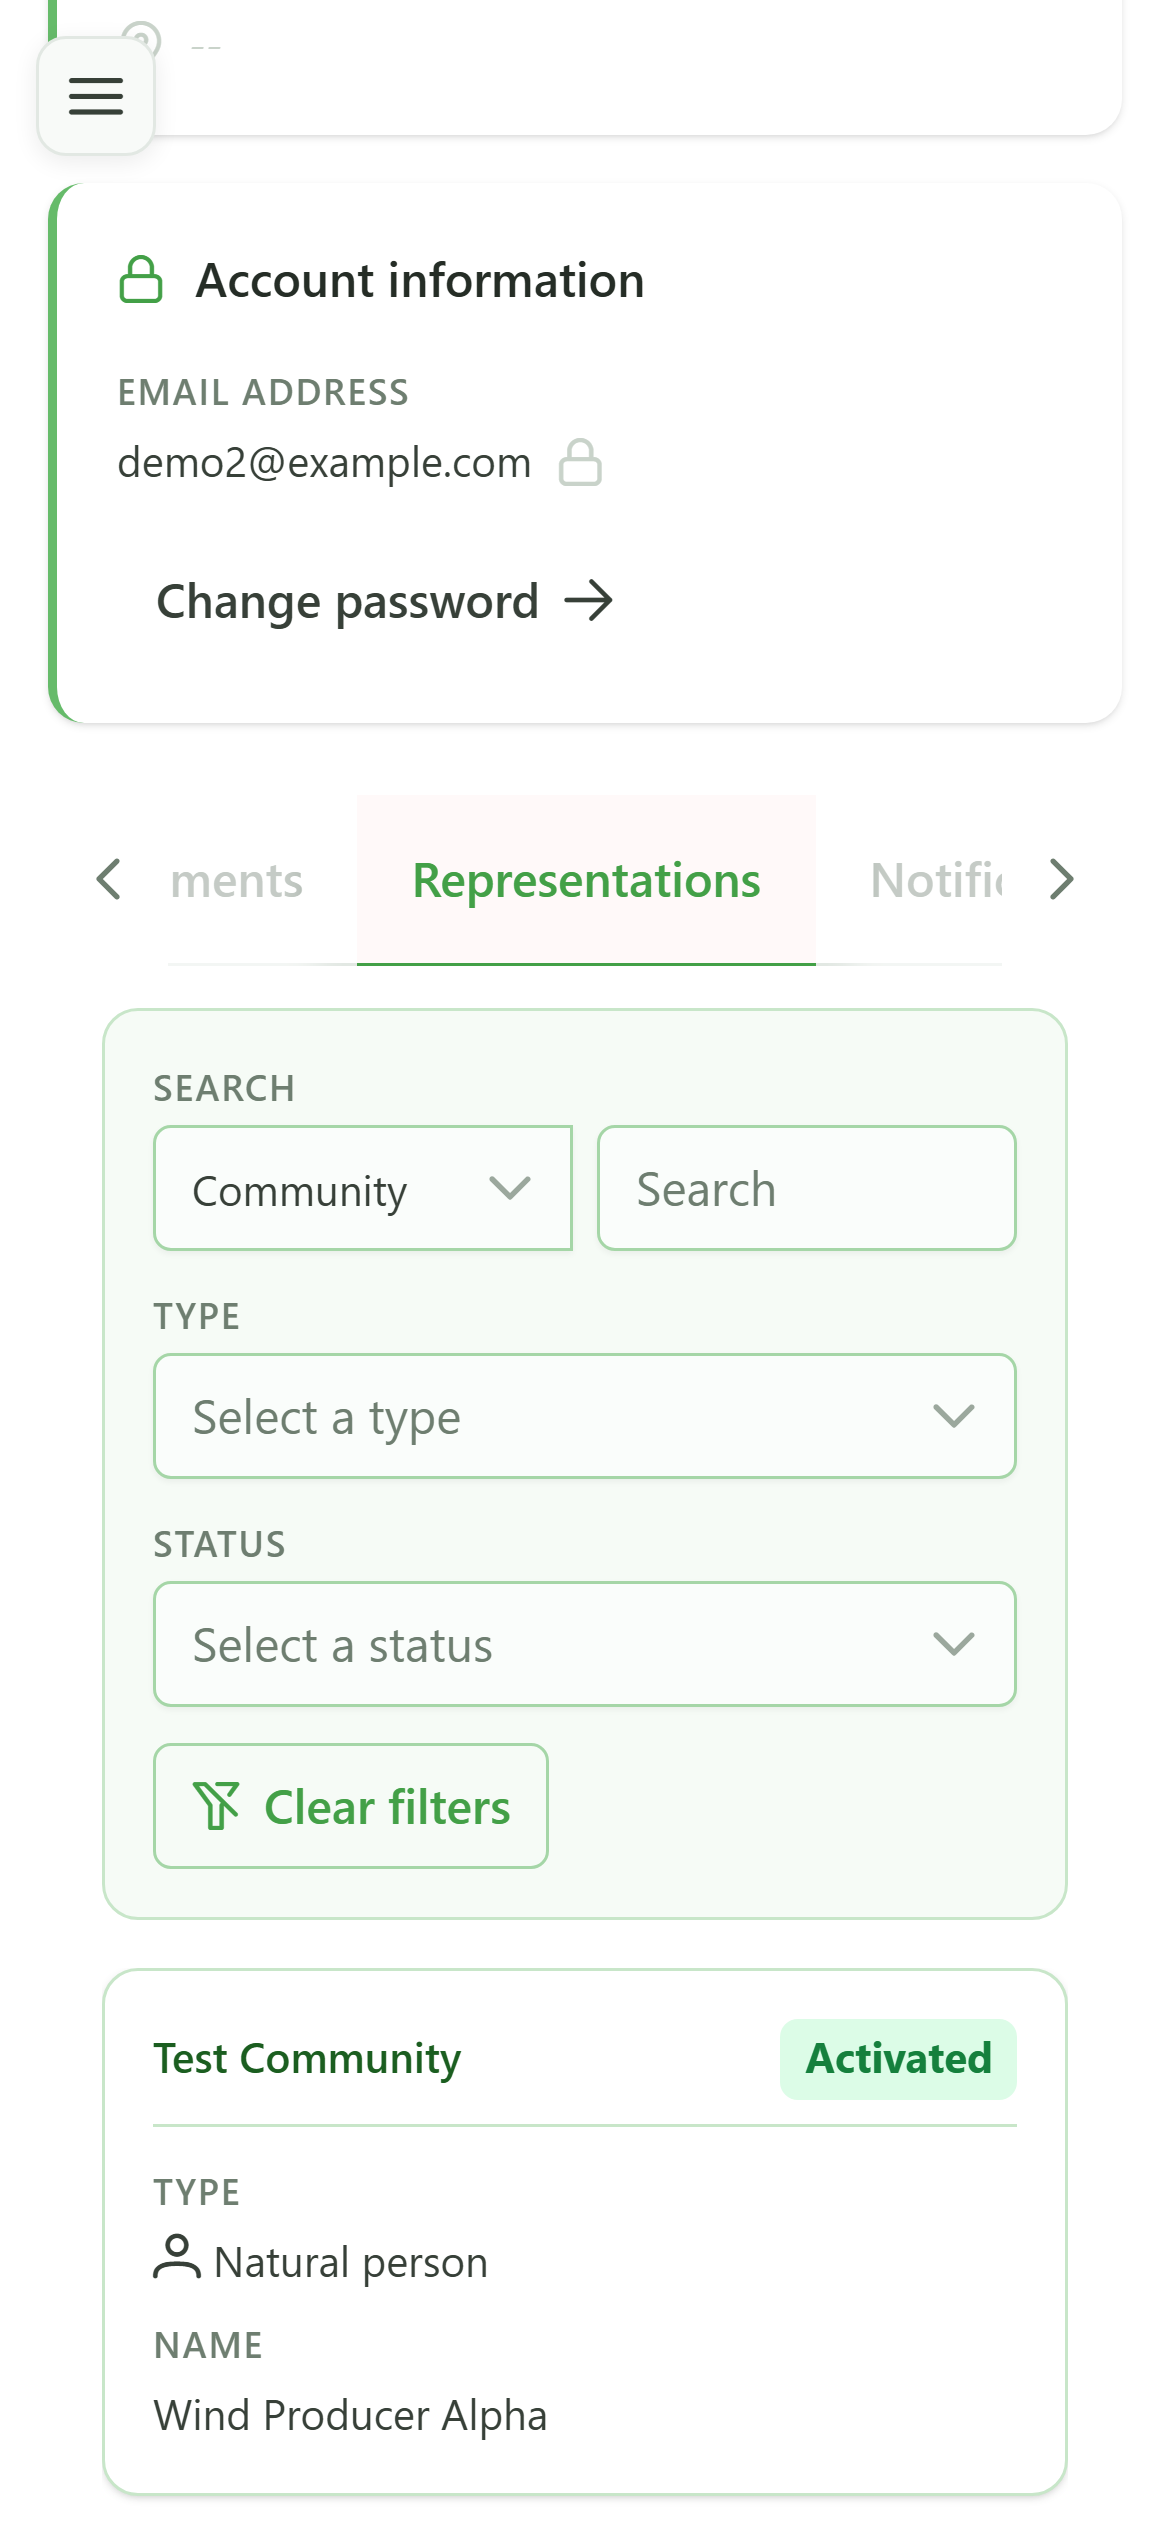 --
Account information
EMAIL ADDRESS
demo2@example.com
Change password
ments Representations Notific
SEARCH
Community Search
TYPE
Select a type
STATUS
Select a status
Clear filters
Test Community Activated
TYPE
Natural person
NAME
Wind Producer Alpha